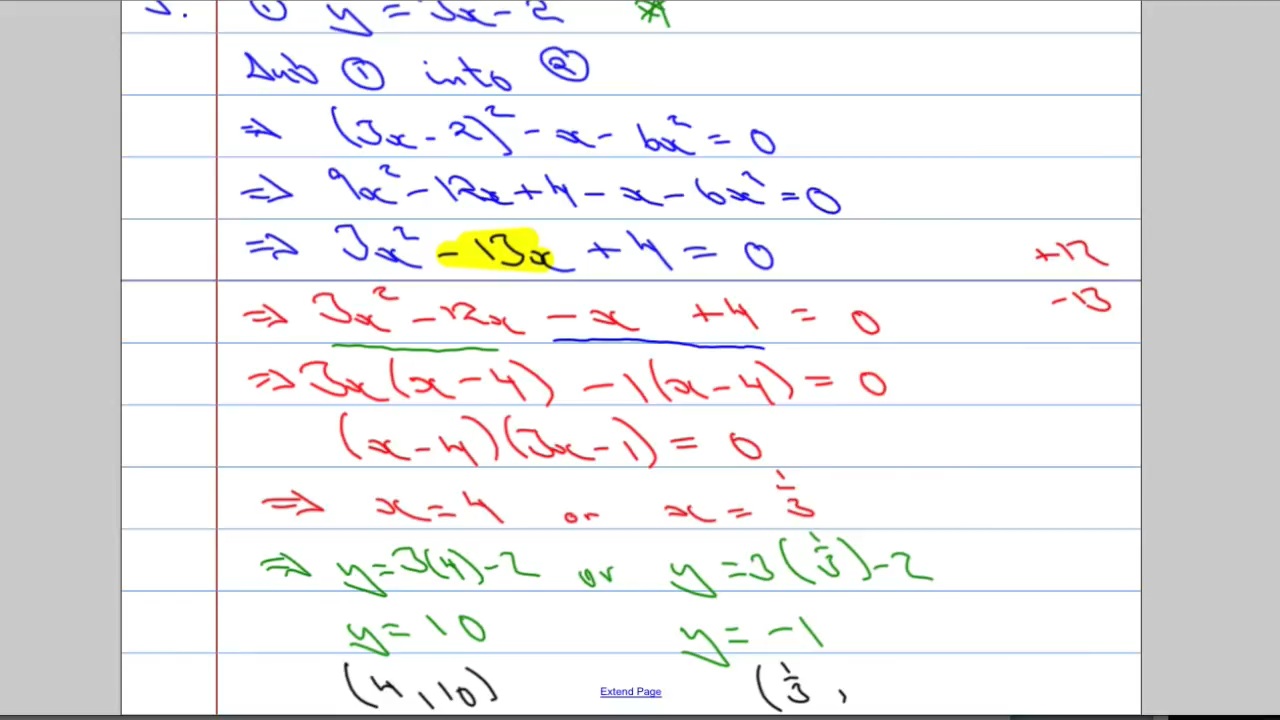 3. ① y = 3x - 2 *
Sub ① into ②
⇒ (3x - 2)² - x - 6x² = 0
⇒ 9x² - 12x + 4 - x - 6x² = 0
⇒ 3x² - 13x + 4 = 0
+12
-13
⇒ 3x² - 12x - x + 4 = 0
⇒ 3x(x - 4) - 1(x - 4) = 0
(x - 4)(3x - 1) = 0
⇒ x = 4 or x = 1/3
⇒ y = 3(4) - 2 or y = 3(1/3) - 2
y = 10 y = -1
(4, 10) (1/3 ,
Extend Page